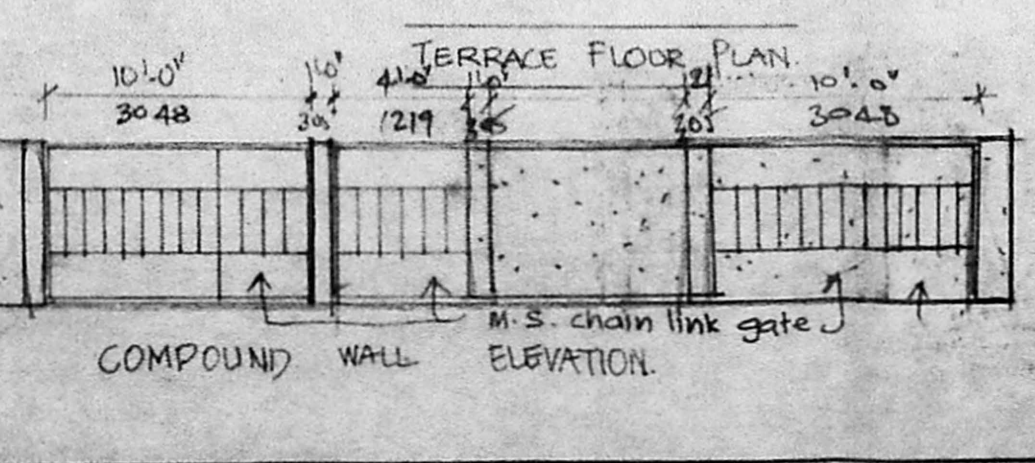 TERRACE FLOOR PLAN.
10'-0" 1'0" 4'-0" 1'0" 10'-0"
3048 305 1219 305 305 3048
M.S. chain link gate
COMPOUND WALL ELEVATION.